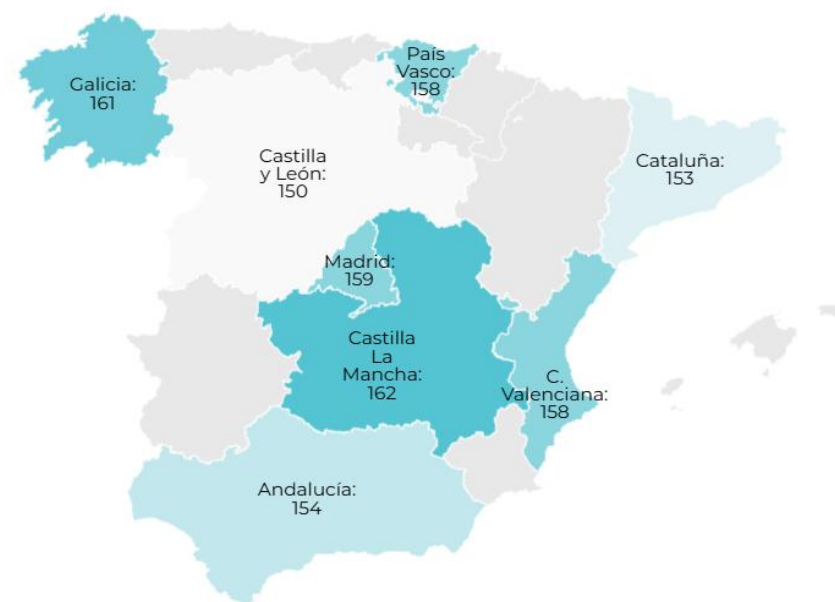 País
Vasco:
158
Galicia:
161
Castilla
y León:
150
Cataluña:
153
Madrid:
159
Castilla
La
Mancha:
162
C.
Valenciana:
158
Andalucía:
154